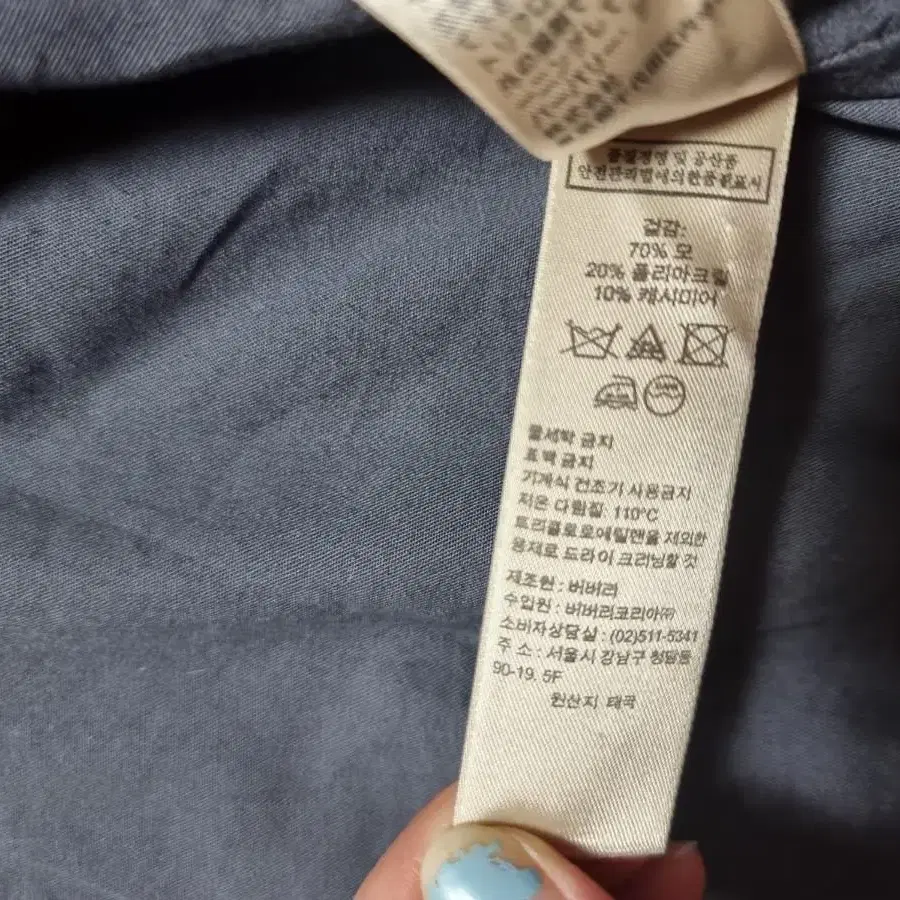 품질경영 및 공산품
안전관리법에의한품질표시
겉감:
70% 모
20% 폴리아크릴
10% 캐시미어
물세탁 금지
표백 금지
기계식 건조기 사용금지
저온 다림질 110°C
트리클로로에틸랜을 제외한
용제로 드라이 크리닝할 것
제조원 : 버버리
수입원 : 버버리코리아㈜
소비자상담실 : (02)511-5341
주 소 : 서울시 강남구 청담동
90-19. 5F
원산지 태국